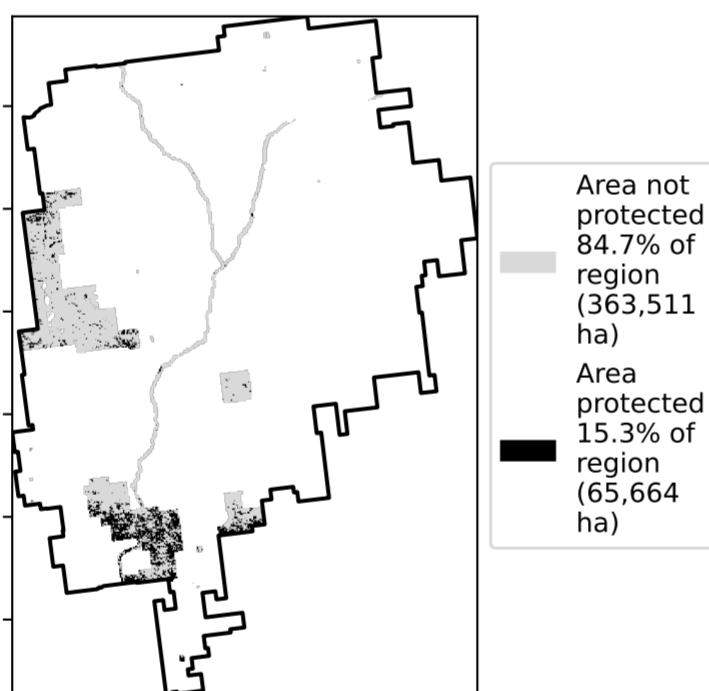 Area not
protected
84.7% of
region
(363,511
ha)
Area
protected
15.3% of
region
(65,664
ha)